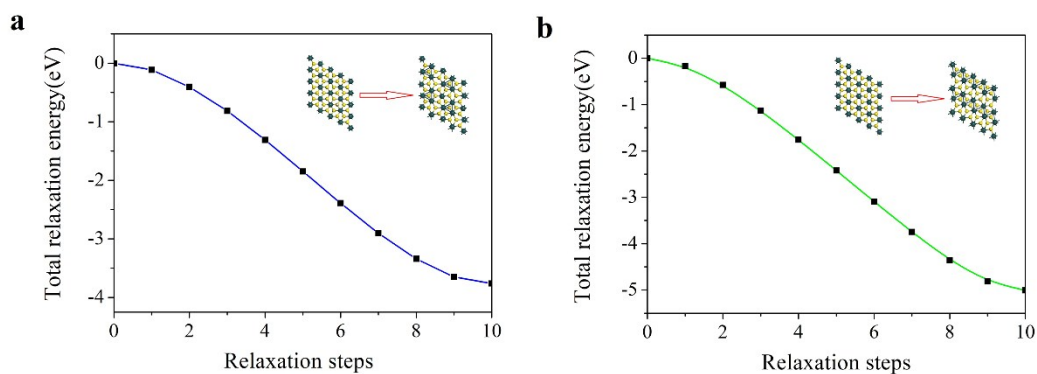 a
Total relaxation energy(eV)
0
-1
-2
-3
-4
0 2 4 6 8 10
Relaxation steps
b
Total relaxation energy(eV)
0
-1
-2
-3
-4
-5
0 2 4 6 8 10
Relaxation steps